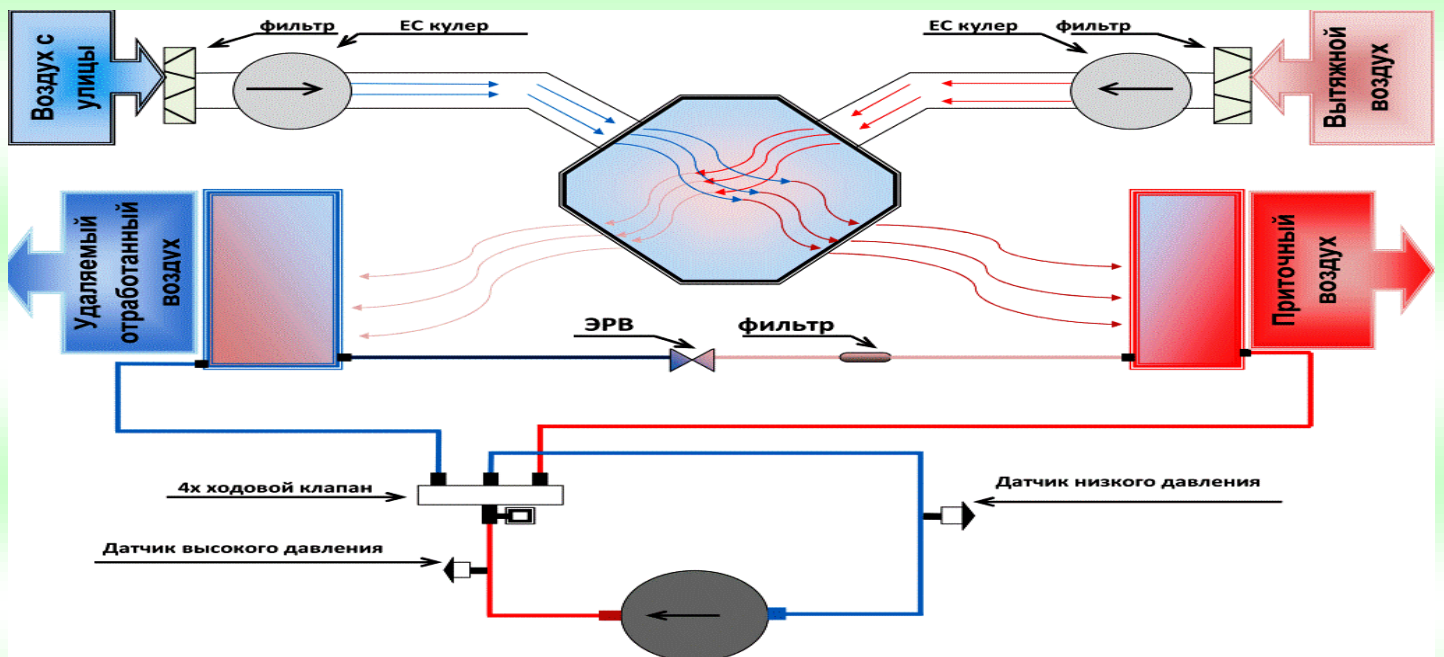 Воздух с
улицы
фильтр
ЕС кулер
ЕС кулер
фильтр
Вытяжной
воздух
Удаляемый
отработанный
воздух
ЭРВ
фильтр
Приточный
воздух
4х ходовой клапан
Датчик низкого давления
Датчик высокого давления